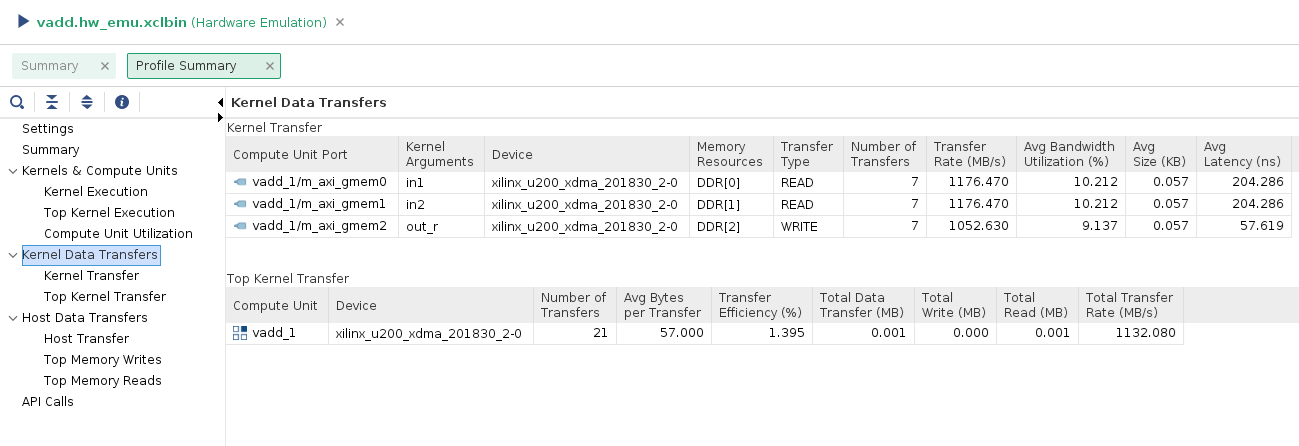 vadd.hw_emu.xclbin (Hardware Emulation)
Summary Profile Summary
Kernel Data Transfers
Settings
Summary
Kernels & Compute Units
Kernel Execution
Top Kernel Execution
Compute Unit Utilization
Kernel Data Transfers
Kernel Transfer
Top Kernel Transfer
Host Data Transfers
Host Transfer
Top Memory Writes
Top Memory Reads
API Calls
Kernel Transfer
Compute Unit Port Kernel Arguments Device Memory Resources Transfer Type Number of Transfers Transfer Rate (MB/s) Avg Bandwidth Utilization (%) Avg Size (KB) Avg Latency (ns)
vadd_1/m_axi_gmem0 in1 xilinx_u200_xdma_201830_2-0 DDR[0] READ 7 1176.470 10.212 0.057 204.286
vadd_1/m_axi_gmem1 in2 xilinx_u200_xdma_201830_2-0 DDR[1] READ 7 1176.470 10.212 0.057 204.286
vadd_1/m_axi_gmem2 out_r xilinx_u200_xdma_201830_2-0 DDR[2] WRITE 7 1052.630 9.137 0.057 57.619
Top Kernel Transfer
Compute Unit Device Number of Transfers Avg Bytes per Transfer Transfer Efficiency (%) Total Data Transfer (MB) Total Write (MB) Total Read (MB) Total Transfer Rate (MB/s)
vadd_1 xilinx_u200_xdma_201830_2-0 21 57.000 1.395 0.001 0.000 0.001 1132.080